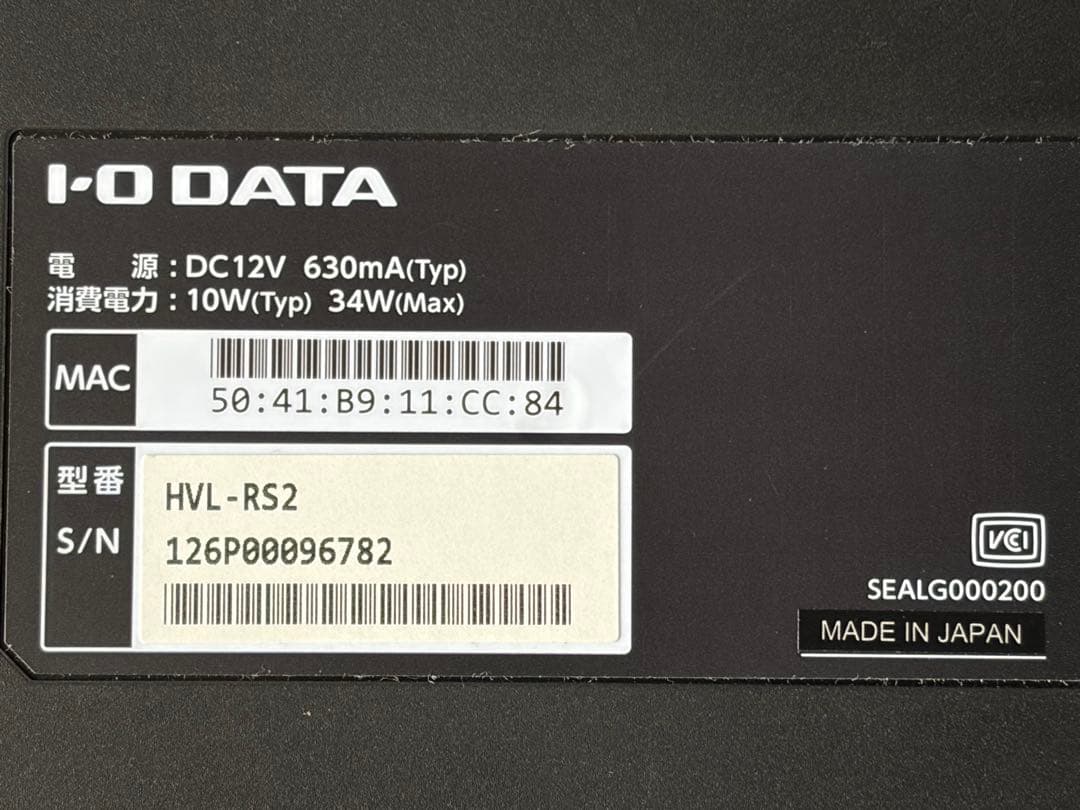 I-O DATA
電　　源：DC12V 630mA(Typ)
消費電力：10W(Typ) 34W(Max)
MAC
50:41:B9:11:CC:84
型番
HVL-RS2
S/N
126P00096782
VCI
SEALG000200
MADE IN JAPAN